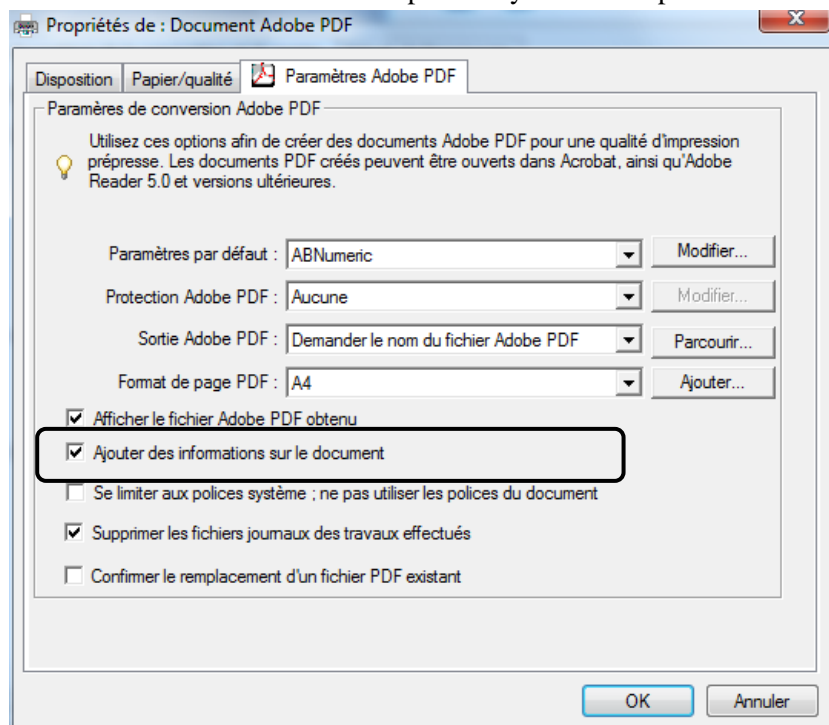 Propriétés de : Document Adobe PDF
X
Disposition Papier/qualité Paramètres Adobe PDF
Paramères de conversion Adobe PDF
Utilisez ces options afin de créer des documents Adobe PDF pour une qualité d'impression
prépresse. Les documents PDF créés peuvent être ouverts dans Acrobat, ainsi qu'Adobe
Reader 5.0 et versions ultérieures.
Paramètres par défaut : ABNumeric Modifier...
Protection Adobe PDF : Aucune Modifier...
Sortie Adobe PDF : Demander le nom du fichier Adobe PDF Parcourir...
Format de page PDF : A4 Ajouter...
Afficher le fichier Adobe PDF obtenu
Ajouter des informations sur le document
Se limiter aux polices système ; ne pas utiliser les polices du document
Supprimer les fichiers journaux des travaux effectués
Confirmer le remplacement d'un fichier PDF existant
OK Annuler